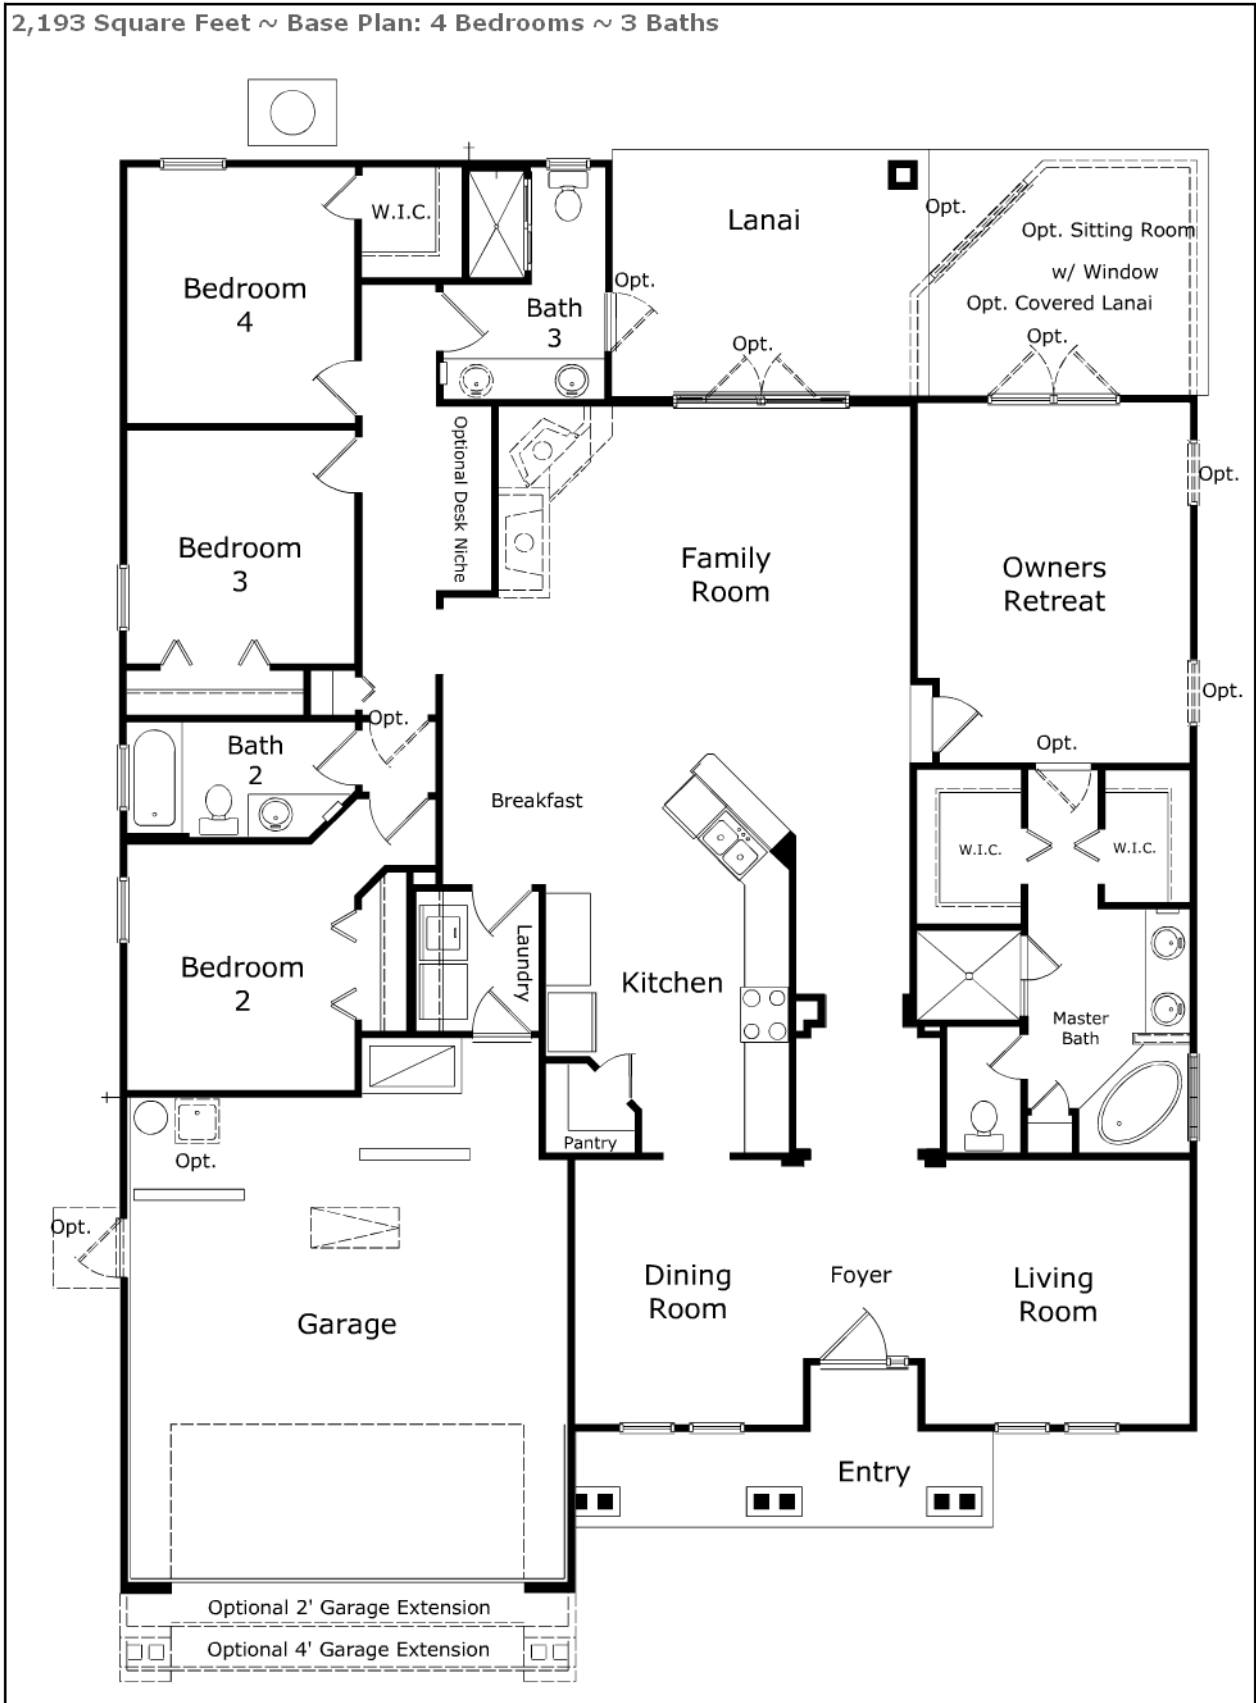 2,193 Square Feet ~ Base Plan: 4 Bedrooms ~ 3 Baths
W.I.C.
Lanai
Opt.
Opt. Sitting Room
w/ Window
Opt. Covered Lanai
Opt.
Bedroom
4
Opt.
Bath
3
Opt.
Optional Desk Niche
Opt.
Bedroom
3
Family
Room
Owners
Retreat
Opt.
Opt.
Opt.
Bath
2
Breakfast
W.I.C.
W.I.C.
Bedroom
2
Laundry
Kitchen
Master
Bath
Pantry
Opt.
Opt.
Garage
Dining
Room
Foyer
Living
Room
Entry
Optional 2' Garage Extension
Optional 4' Garage Extension